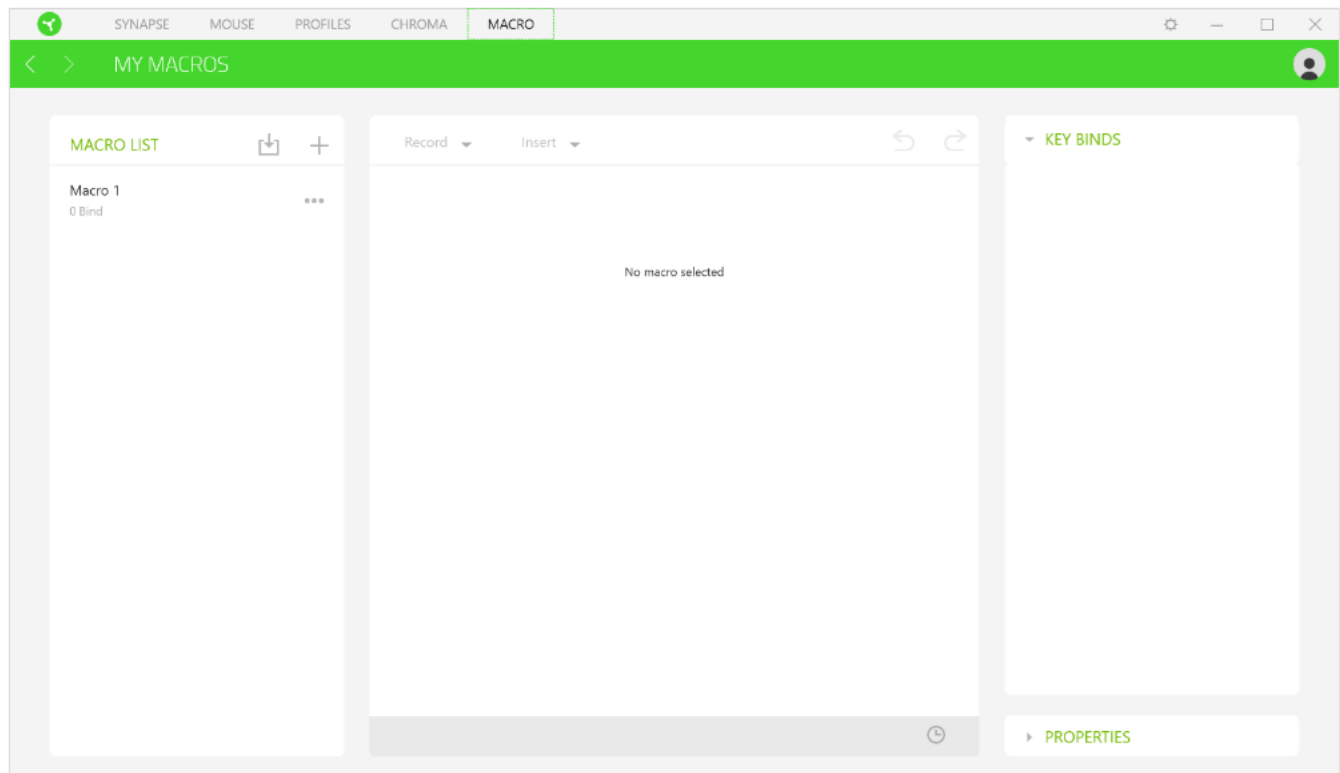 SYNAPSE MOUSE PROFILES CHROMA MACRO
MY MACROS
MACRO LIST
Macro 1
0 Bind
Record Insert
No macro selected
KEY BINDS
PROPERTIES